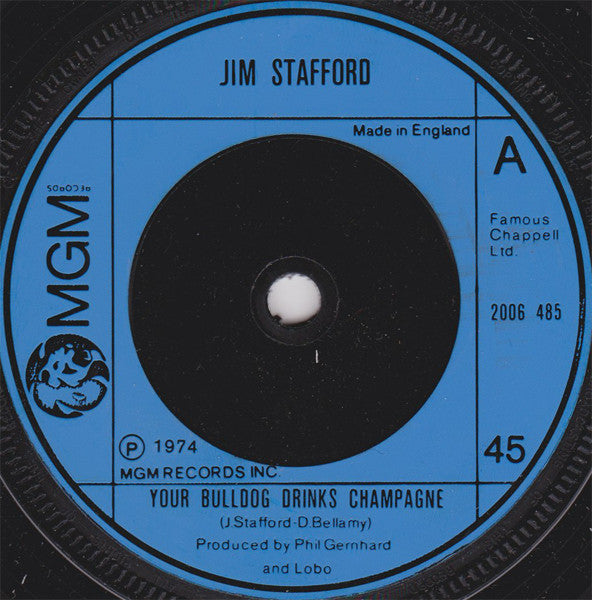 JIM STAFFORD
Made in England
A
Famous
Chappell
Ltd.
2006 485
MGM
RECORDS
45
℗ 1974
MGM RECORDS INC.
YOUR BULLDOG DRINKS CHAMPAGNE
(J.Stafford-D.Bellamy)
Produced by Phil Gernhard
and Lobo